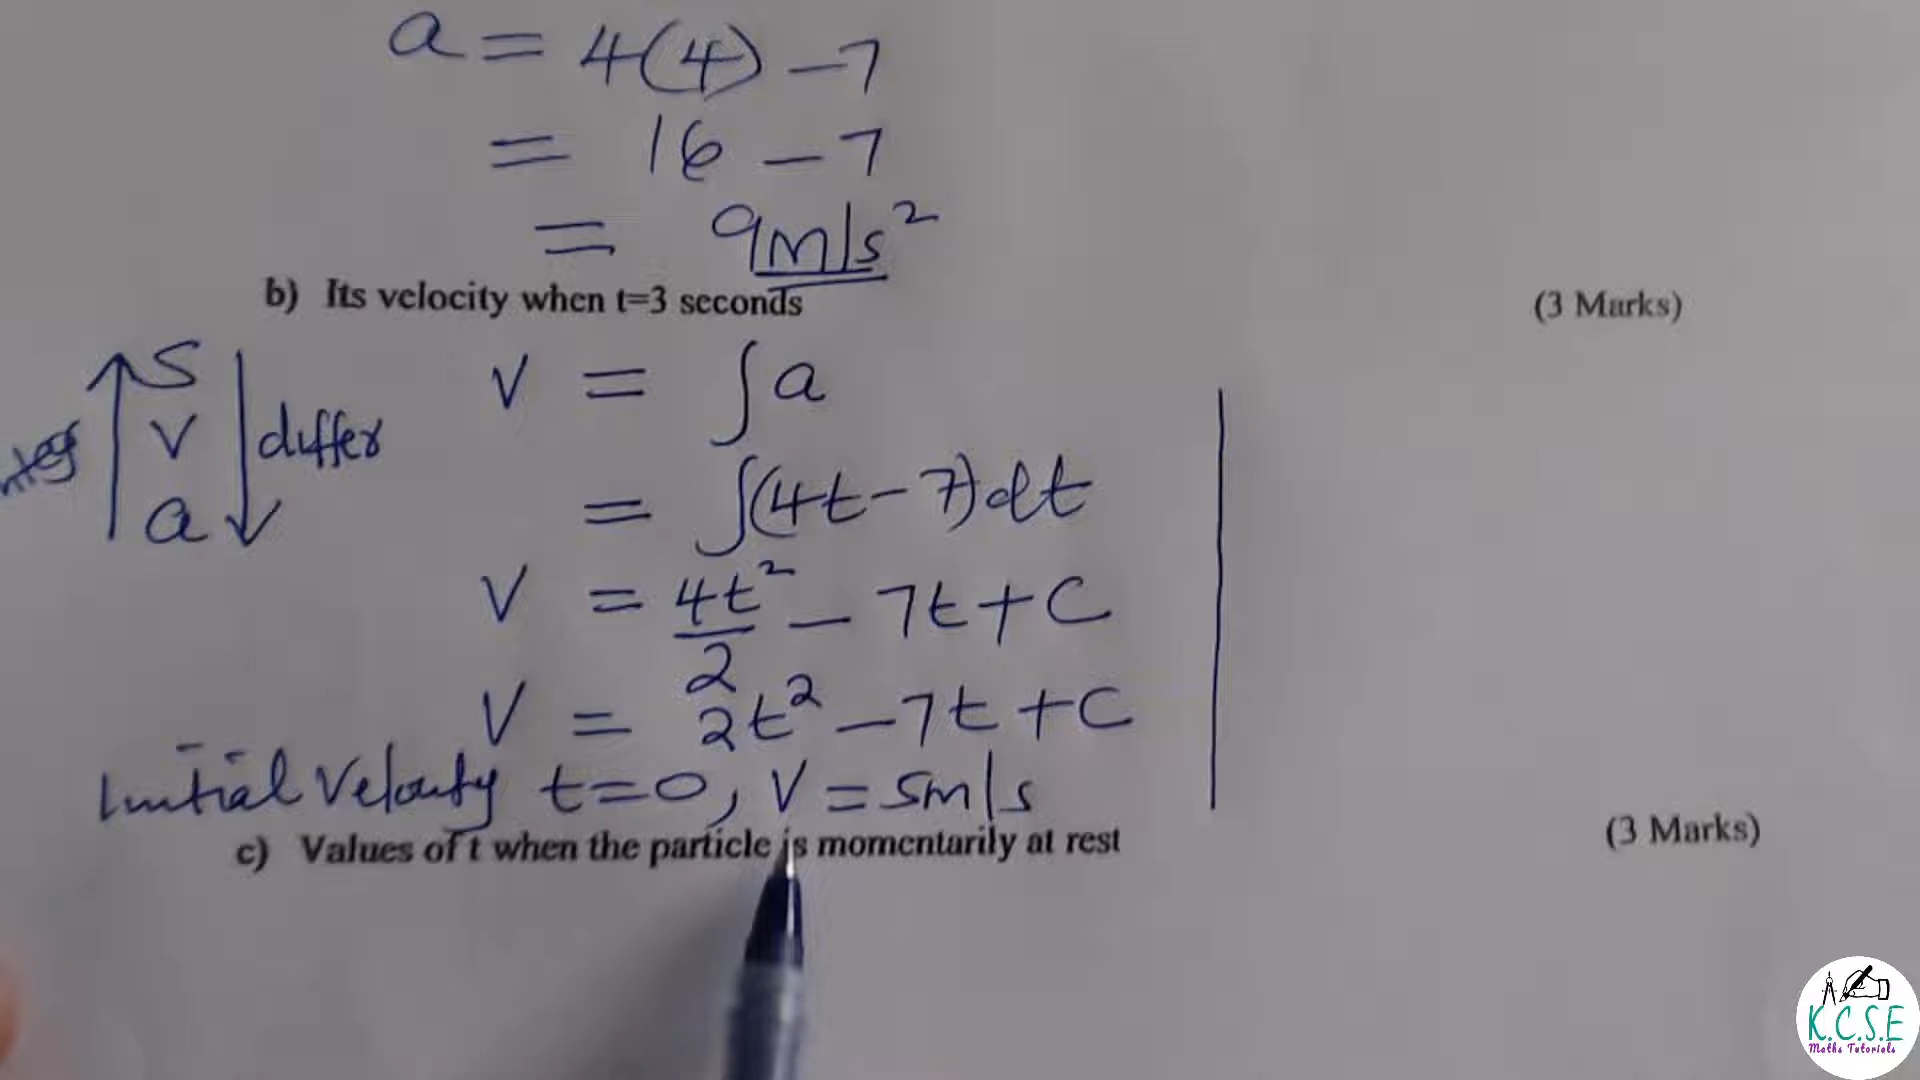 a = 4(4) - 7
= 16 - 7
= 9m/s²
b) Its velocity when t=3 seconds (3 Marks)
S
V
a
differ
V = ∫a
= ∫(4t - 7)dt
V = 4t²/2 - 7t + C
V = 2t² - 7t + C
Initial Velocity t = 0, V = 5m/s
c) Values of t when the particle is momentarily at rest (3 Marks)
K.C.S.E
Maths Tutorials